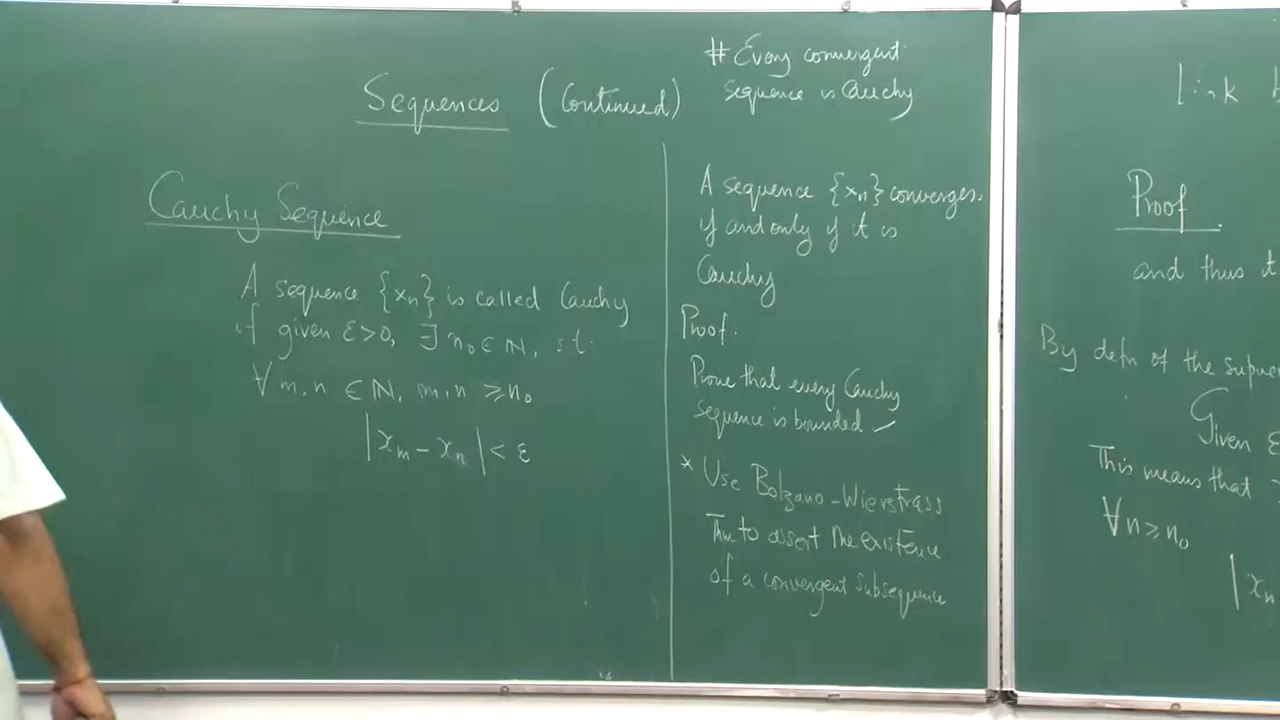 Sequences (Continued)
# Every convergent
sequence is Cauchy
Cauchy Sequence
A sequence {xₙ} is called Cauchy
if given ε>0, ∃ n₀ ∈ ℕ, s.t.
∀ m, n ∈ ℕ, m, n ≥ n₀
|xₘ - xₙ| < ε
A sequence {xₙ} converges.
if and only if it is
Cauchy
Proof.
Prove that every Cauchy
sequence is bounded ✓
* Use Bolzano-Wierstrass
Thm to assert the existence
of a convergent subsequence
link
Proof
and thus
By defn of the
Given ε
This means that
∀ n ≥ n₀
|xₙ